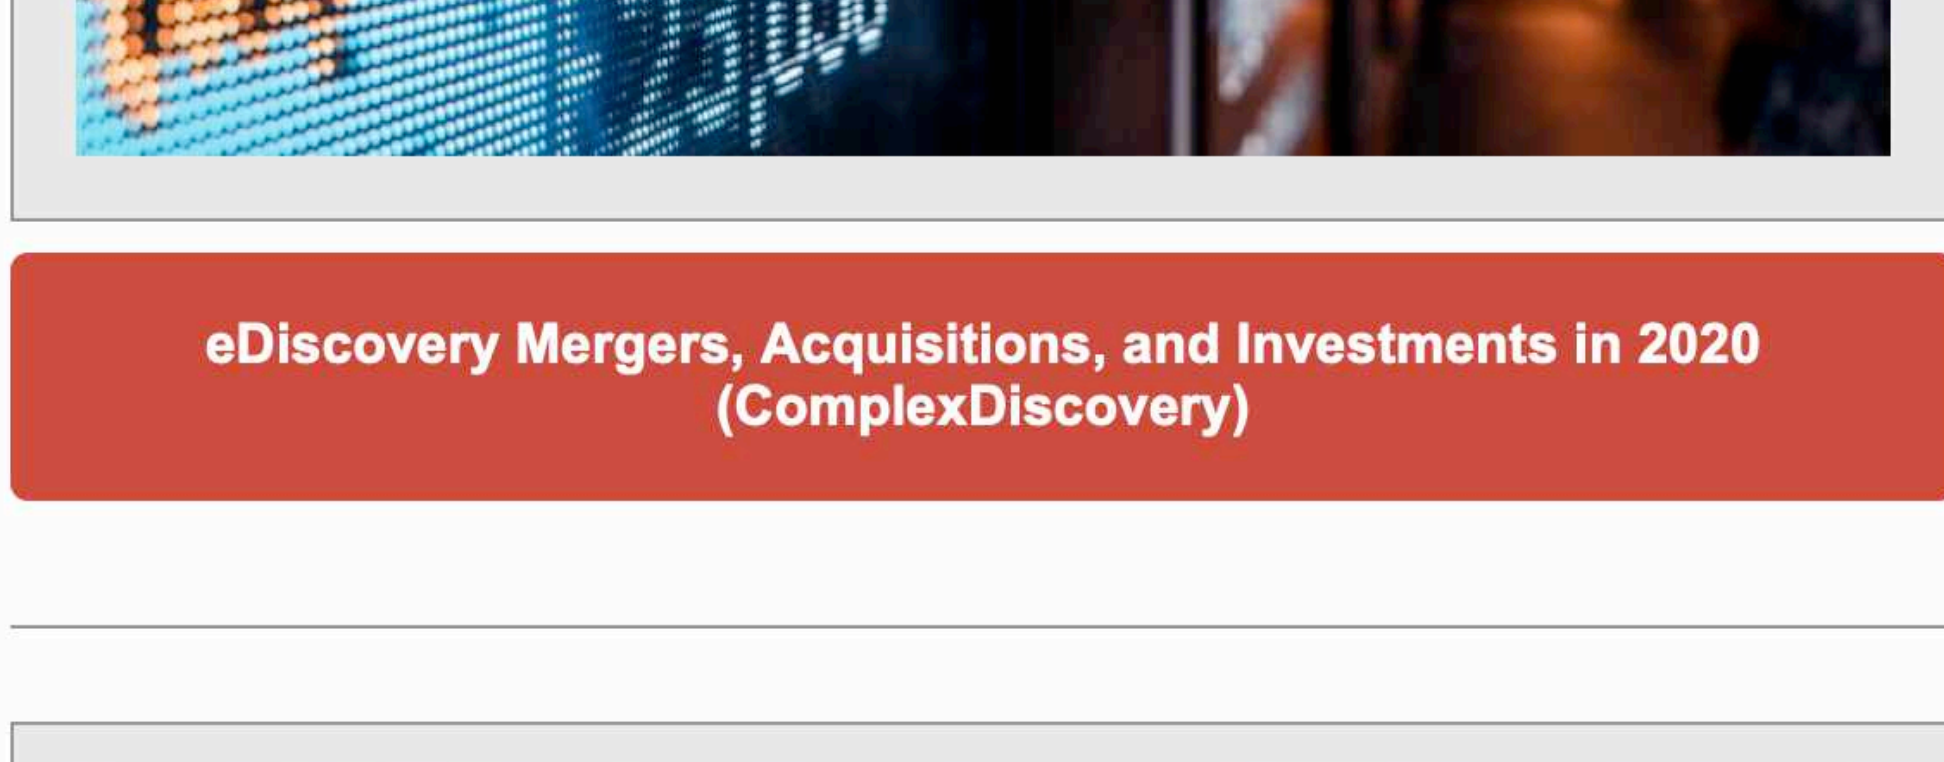 eDiscovery Mergers, Acquisitions, and Investments in 2020
(ComplexDiscovery)